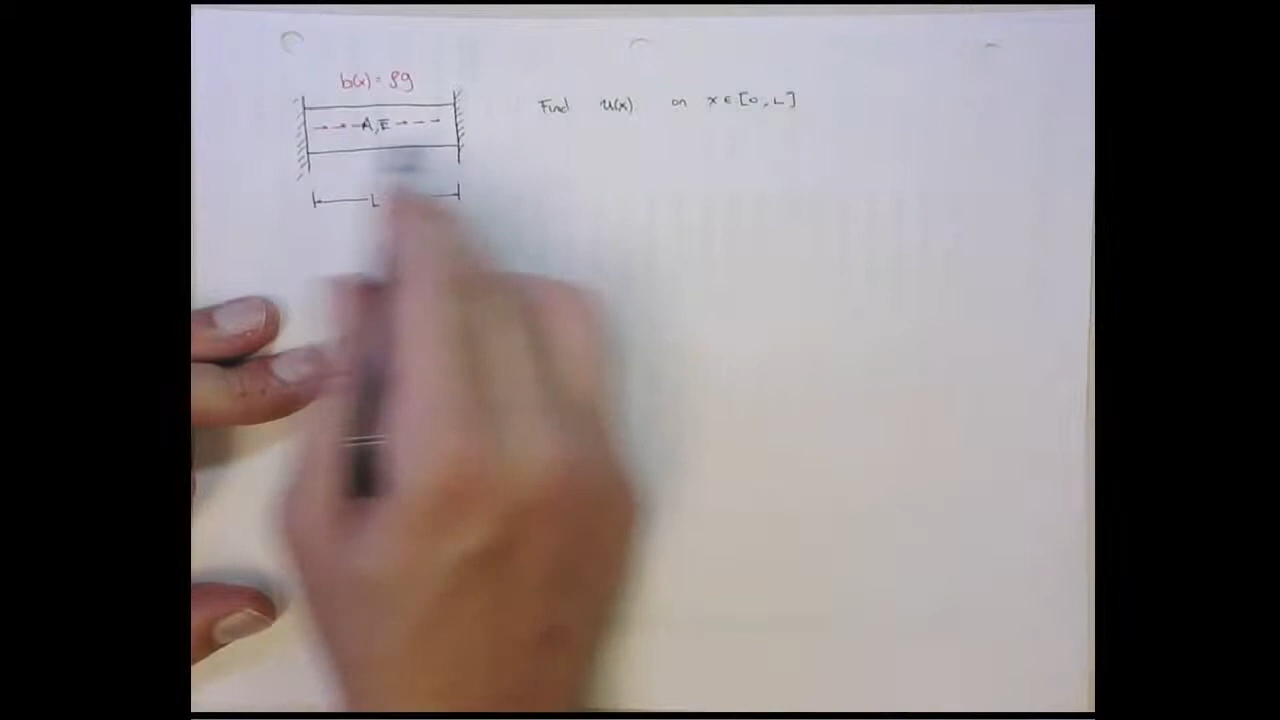 b(x) = ρg
Find u(x) on x ∈ [0, L]
A, E
L